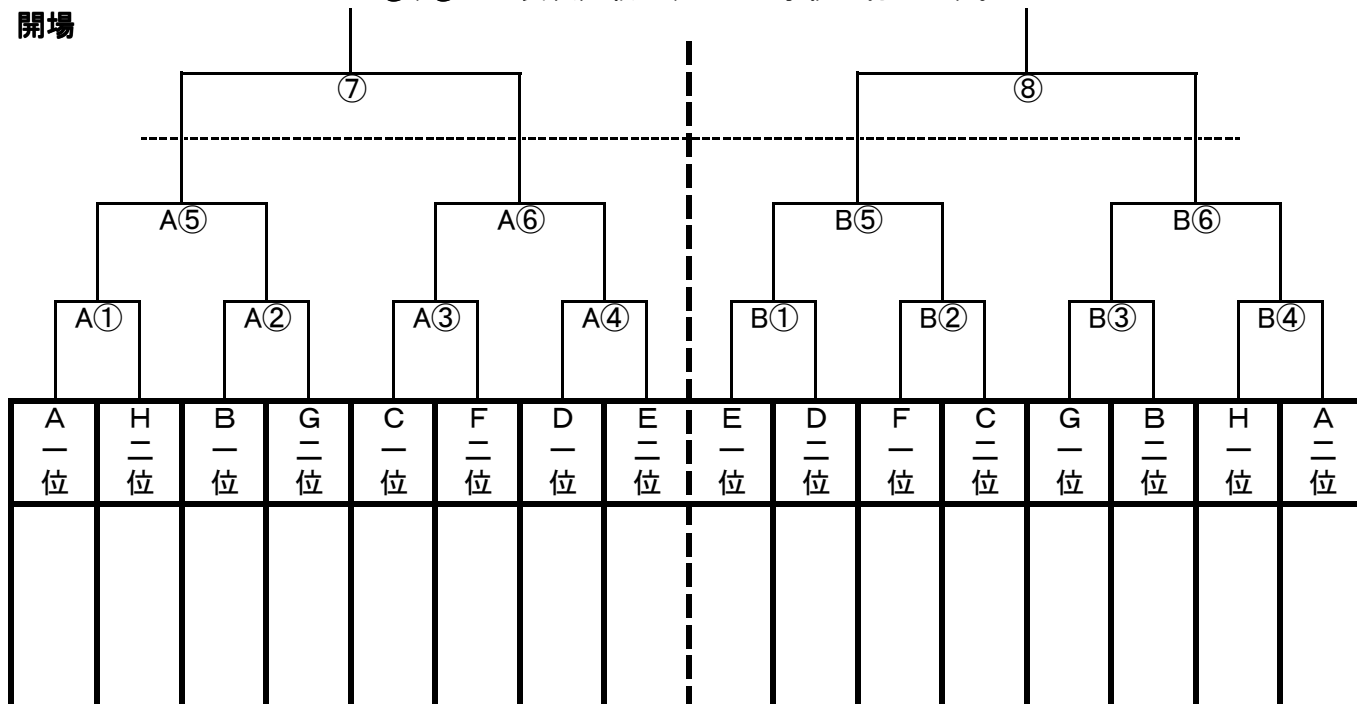 開場
⑦ ⑧
A⑤ A⑥ B⑤ B⑥
A① A② A③ A④ B① B② B③ B④
A一位 H二位 B一位 G二位 C一位 F二位 D一位 E二位 E一位 D二位 F一位 C二位 G一位 B二位 H一位 A二位